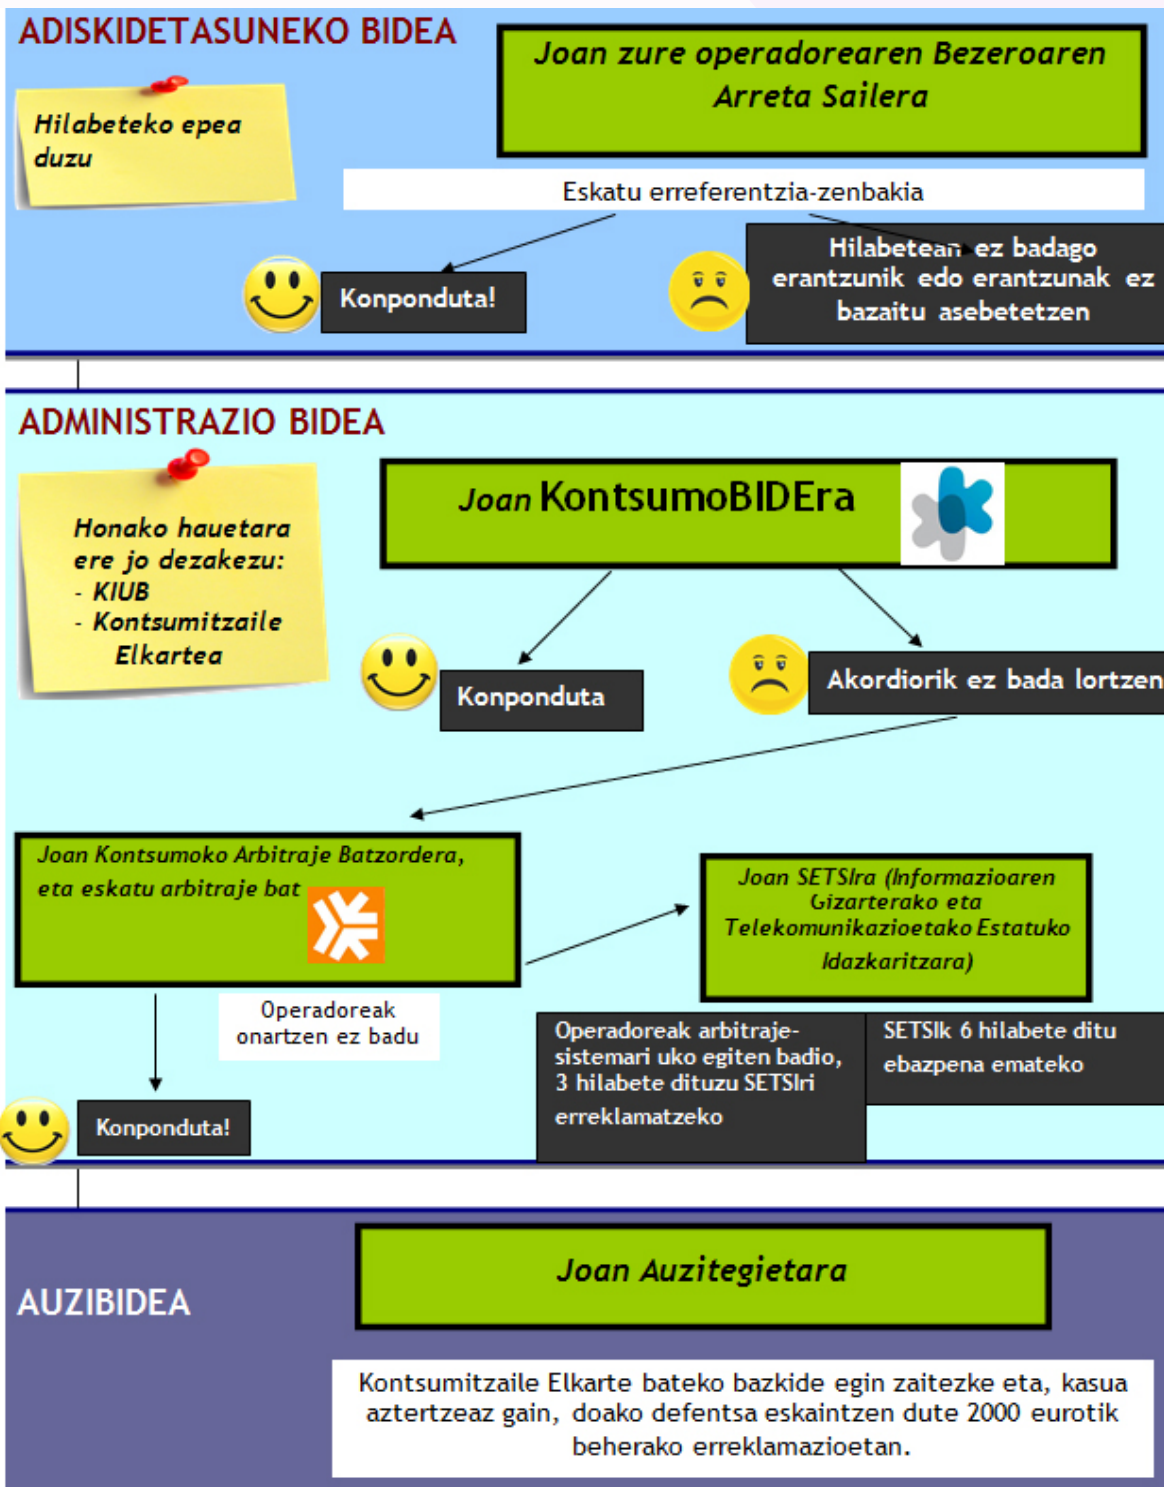 ADISKIDETASUNEKO BIDEA
Joan zure operadorearen Bezeroaren
Arreta Sailera
Hilabeteko epea
duzu
Eskatu erreferentzia-zenbakia
Konponduta!
Hilabetean ez badago
erantzunik edo erantzunak ez
bazaitu asebetetzen
ADMINISTRAZIO BIDEA
Joan KontsumoBIDEra
Honako hauetara
ere jo dezakezu:
- KIUB
- Kontsumitzaile
Elkartea
Konponduta
Akordiorik ez bada lortzen
Joan Kontsumoko Arbitraje Batzordera,
eta eskatu arbitraje bat
Joan SETSIra (Informazioaren
Gizarterako eta
Telekomunikazioetako Estatuko
Idazkaritzara)
Operadoreak
onartzen ez badu
Operadoreak arbitraje-
sistemari uko egiten badio,
3 hilabete dituzu SETSIri
erreklamatzeko
SETSIk 6 hilabete ditu
ebazpena emateko
Konponduta!
AUZIBIDEA
Joan Auzitegietara
Kontsumitzaile Elkarte bateko bazkide egin zaitezke eta, kasua
aztertzeaz gain, doako defentsa eskaintzen dute 2000 eurotik
beherako erreklamazioetan.